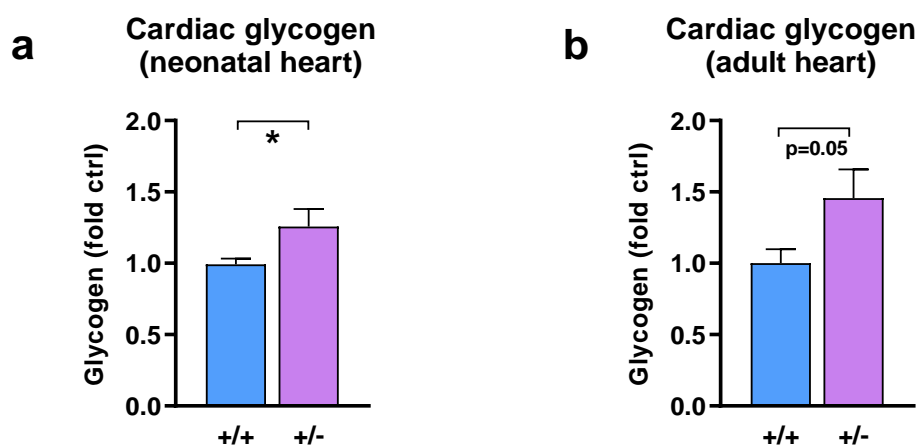 a
Cardiac glycogen
(neonatal heart)
Glycogen (fold ctrl)
2.0
1.5
1.0
0.5
0.0
*
+/+ +/-
b
Cardiac glycogen
(adult heart)
Glycogen (fold ctrl)
2.0
1.5
1.0
0.5
0.0
p=0.05
+/+ +/-